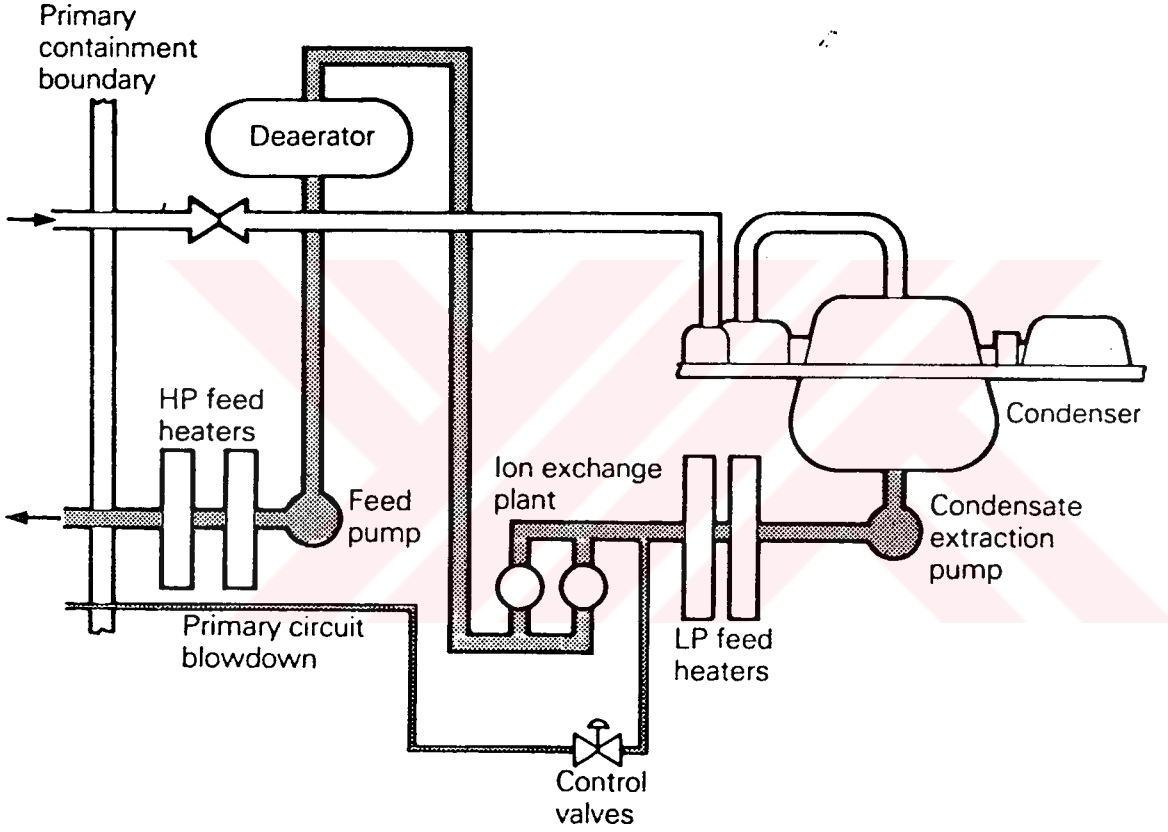 Primary
containment
boundary
Deaerator
HP feed
heaters
Feed
pump
Ion exchange
plant
Condenser
Condensate
extraction
pump
Primary circuit
blowdown
LP feed
heaters
Control
valves